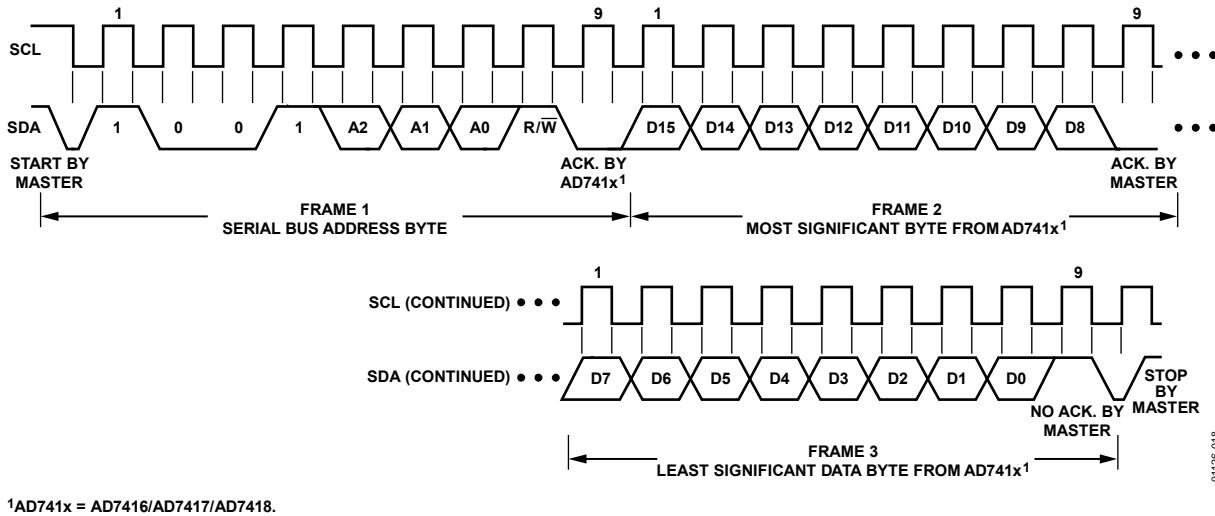 1 9 1 9
SCL
SDA 1 0 0 1 A2 A1 A0 R/W̅ D15 D14 D13 D12 D11 D10 D9 D8
START BY
MASTER
ACK. BY
AD741x¹
ACK. BY
MASTER
FRAME 1
SERIAL BUS ADDRESS BYTE
FRAME 2
MOST SIGNIFICANT BYTE FROM AD741x¹
1 9
SCL (CONTINUED)
SDA (CONTINUED) D7 D6 D5 D4 D3 D2 D1 D0
NO ACK. BY
MASTER
STOP
BY
MASTER
FRAME 3
LEAST SIGNIFICANT DATA BYTE FROM AD741x¹
01126-018
¹AD741x = AD7416/AD7417/AD7418.